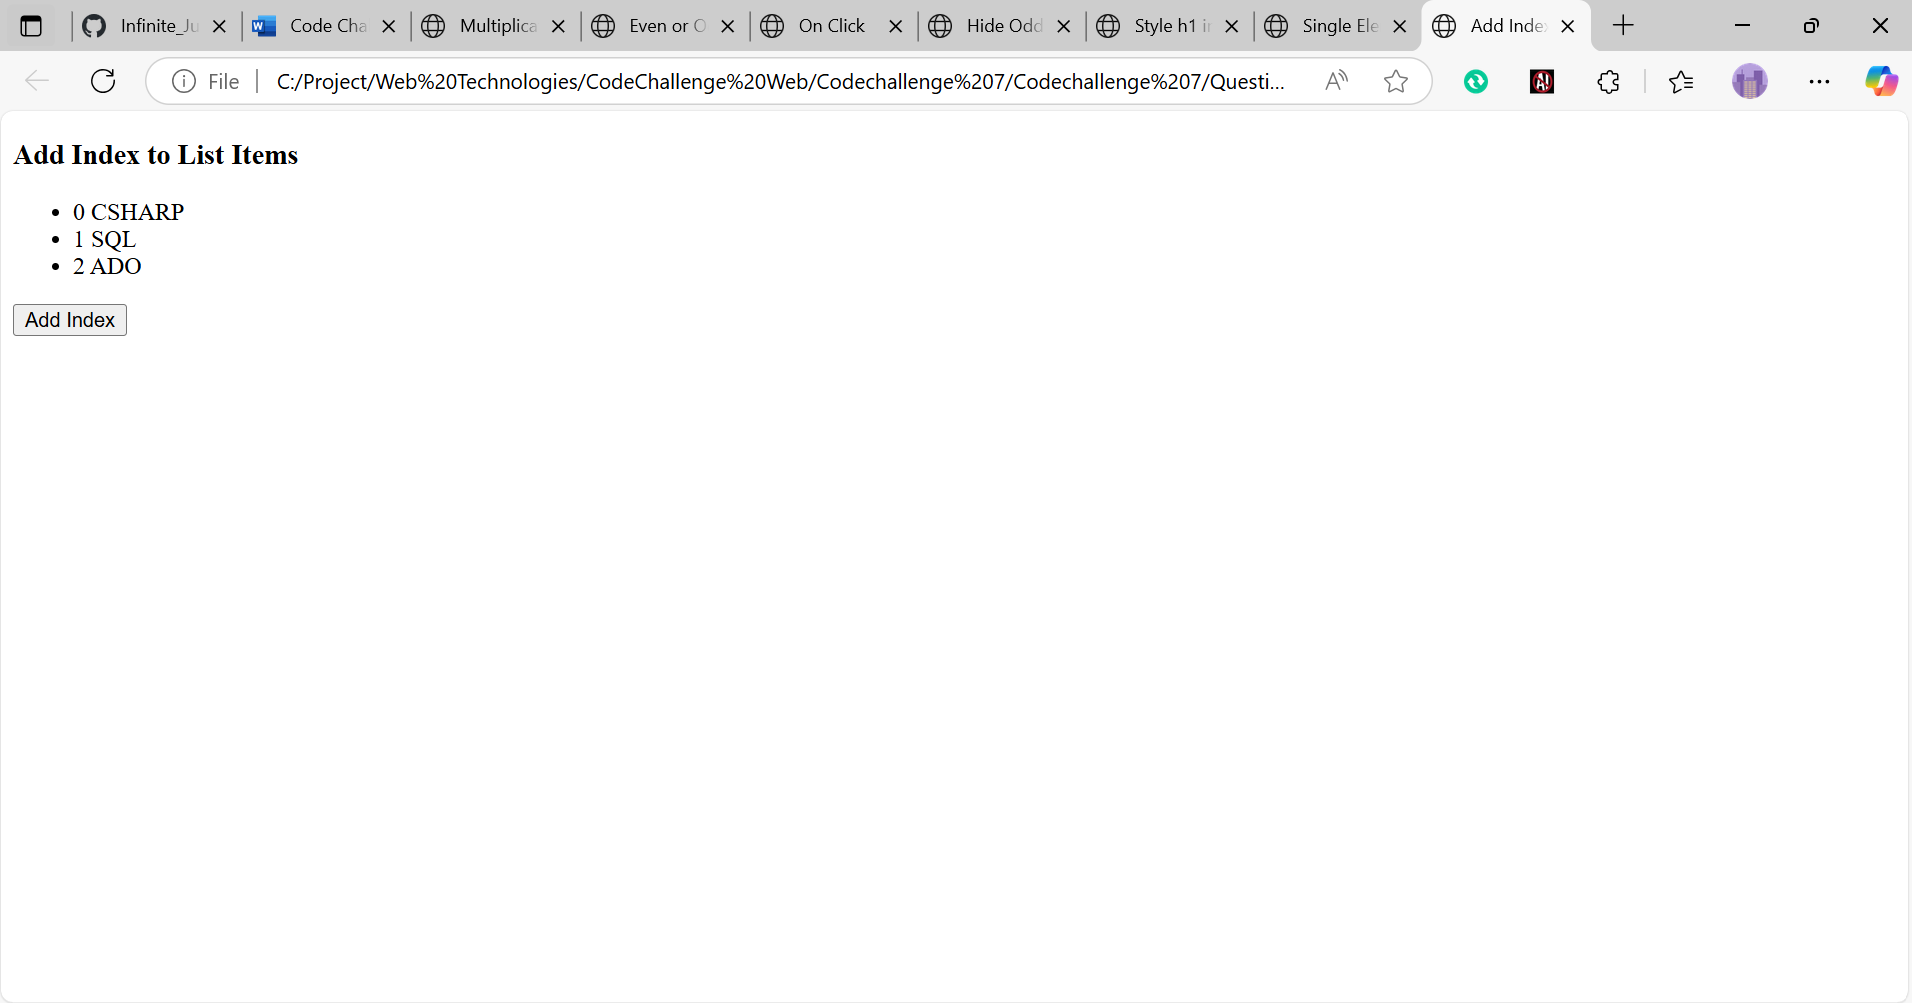 Infinite_Ju
Code Cha
Multiplica
Even or O
On Click
Hide Odd
Style h1 i
Single Ele
Add Index
File
C:/Project/Web%20Technologies/CodeChallenge%20Web/Codechallenge%207/Codechallenge%207/Questi...
Add Index to List Items
0 CSHARP
1 SQL
2 ADO
Add Index